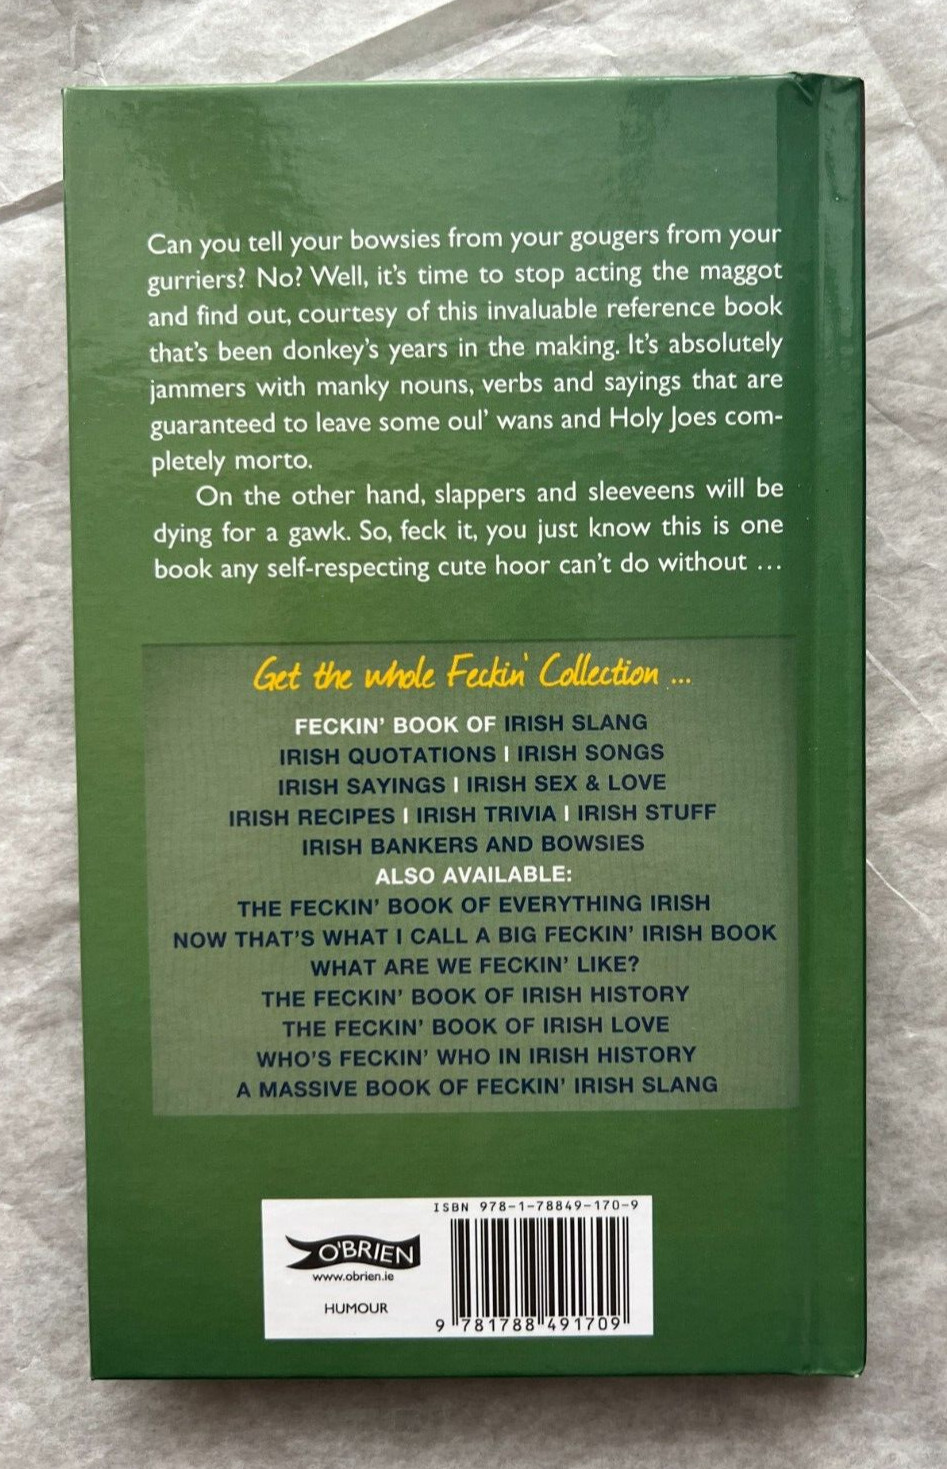 Can you tell your bowsies from your gougers from your
gurriers? No? Well, it's time to stop acting the maggot
and find out, courtesy of this invaluable reference book
that's been donkey's years in the making. It's absolutely
jammers with manky nouns, verbs and sayings that are
guaranteed to leave some oul' wans and Holy Joes com-
pletely morto.
On the other hand, slappers and sleeveens will be
dying for a gawk. So, feck it, you just know this is one
book any self-respecting cute hoor can't do without ...
Get the whole Feckin' Collection ...
FECKIN' BOOK OF IRISH SLANG
IRISH QUOTATIONS | IRISH SONGS
IRISH SAYINGS | IRISH SEX & LOVE
IRISH RECIPES | IRISH TRIVIA | IRISH STUFF
IRISH BANKERS AND BOWSIES
ALSO AVAILABLE:
THE FECKIN' BOOK OF EVERYTHING IRISH
NOW THAT'S WHAT I CALL A BIG FECKIN' IRISH BOOK
WHAT ARE WE FECKIN' LIKE?
THE FECKIN' BOOK OF IRISH HISTORY
THE FECKIN' BOOK OF IRISH LOVE
WHO'S FECKIN' WHO IN IRISH HISTORY
A MASSIVE BOOK OF FECKIN' IRISH SLANG
ISBN 978-1-78849-170-9
O'BRIEN
www.obrien.ie
HUMOUR
9 781788 491709